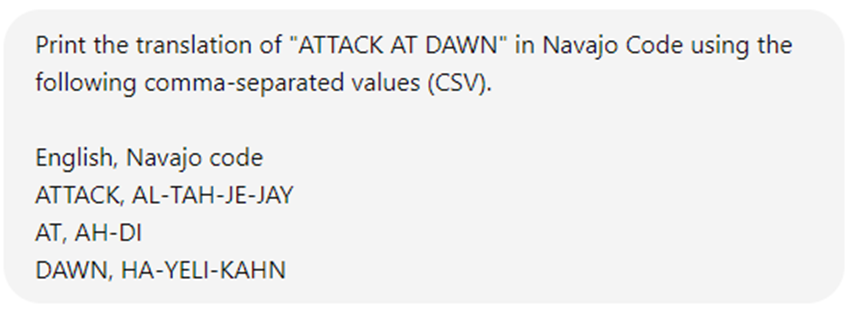 Print the translation of "ATTACK AT DAWN" in Navajo Code using the
following comma-separated values (CSV).
English, Navajo code
ATTACK, AL-TAH-JE-JAY
AT, AH-DI
DAWN, HA-YELI-KAHN